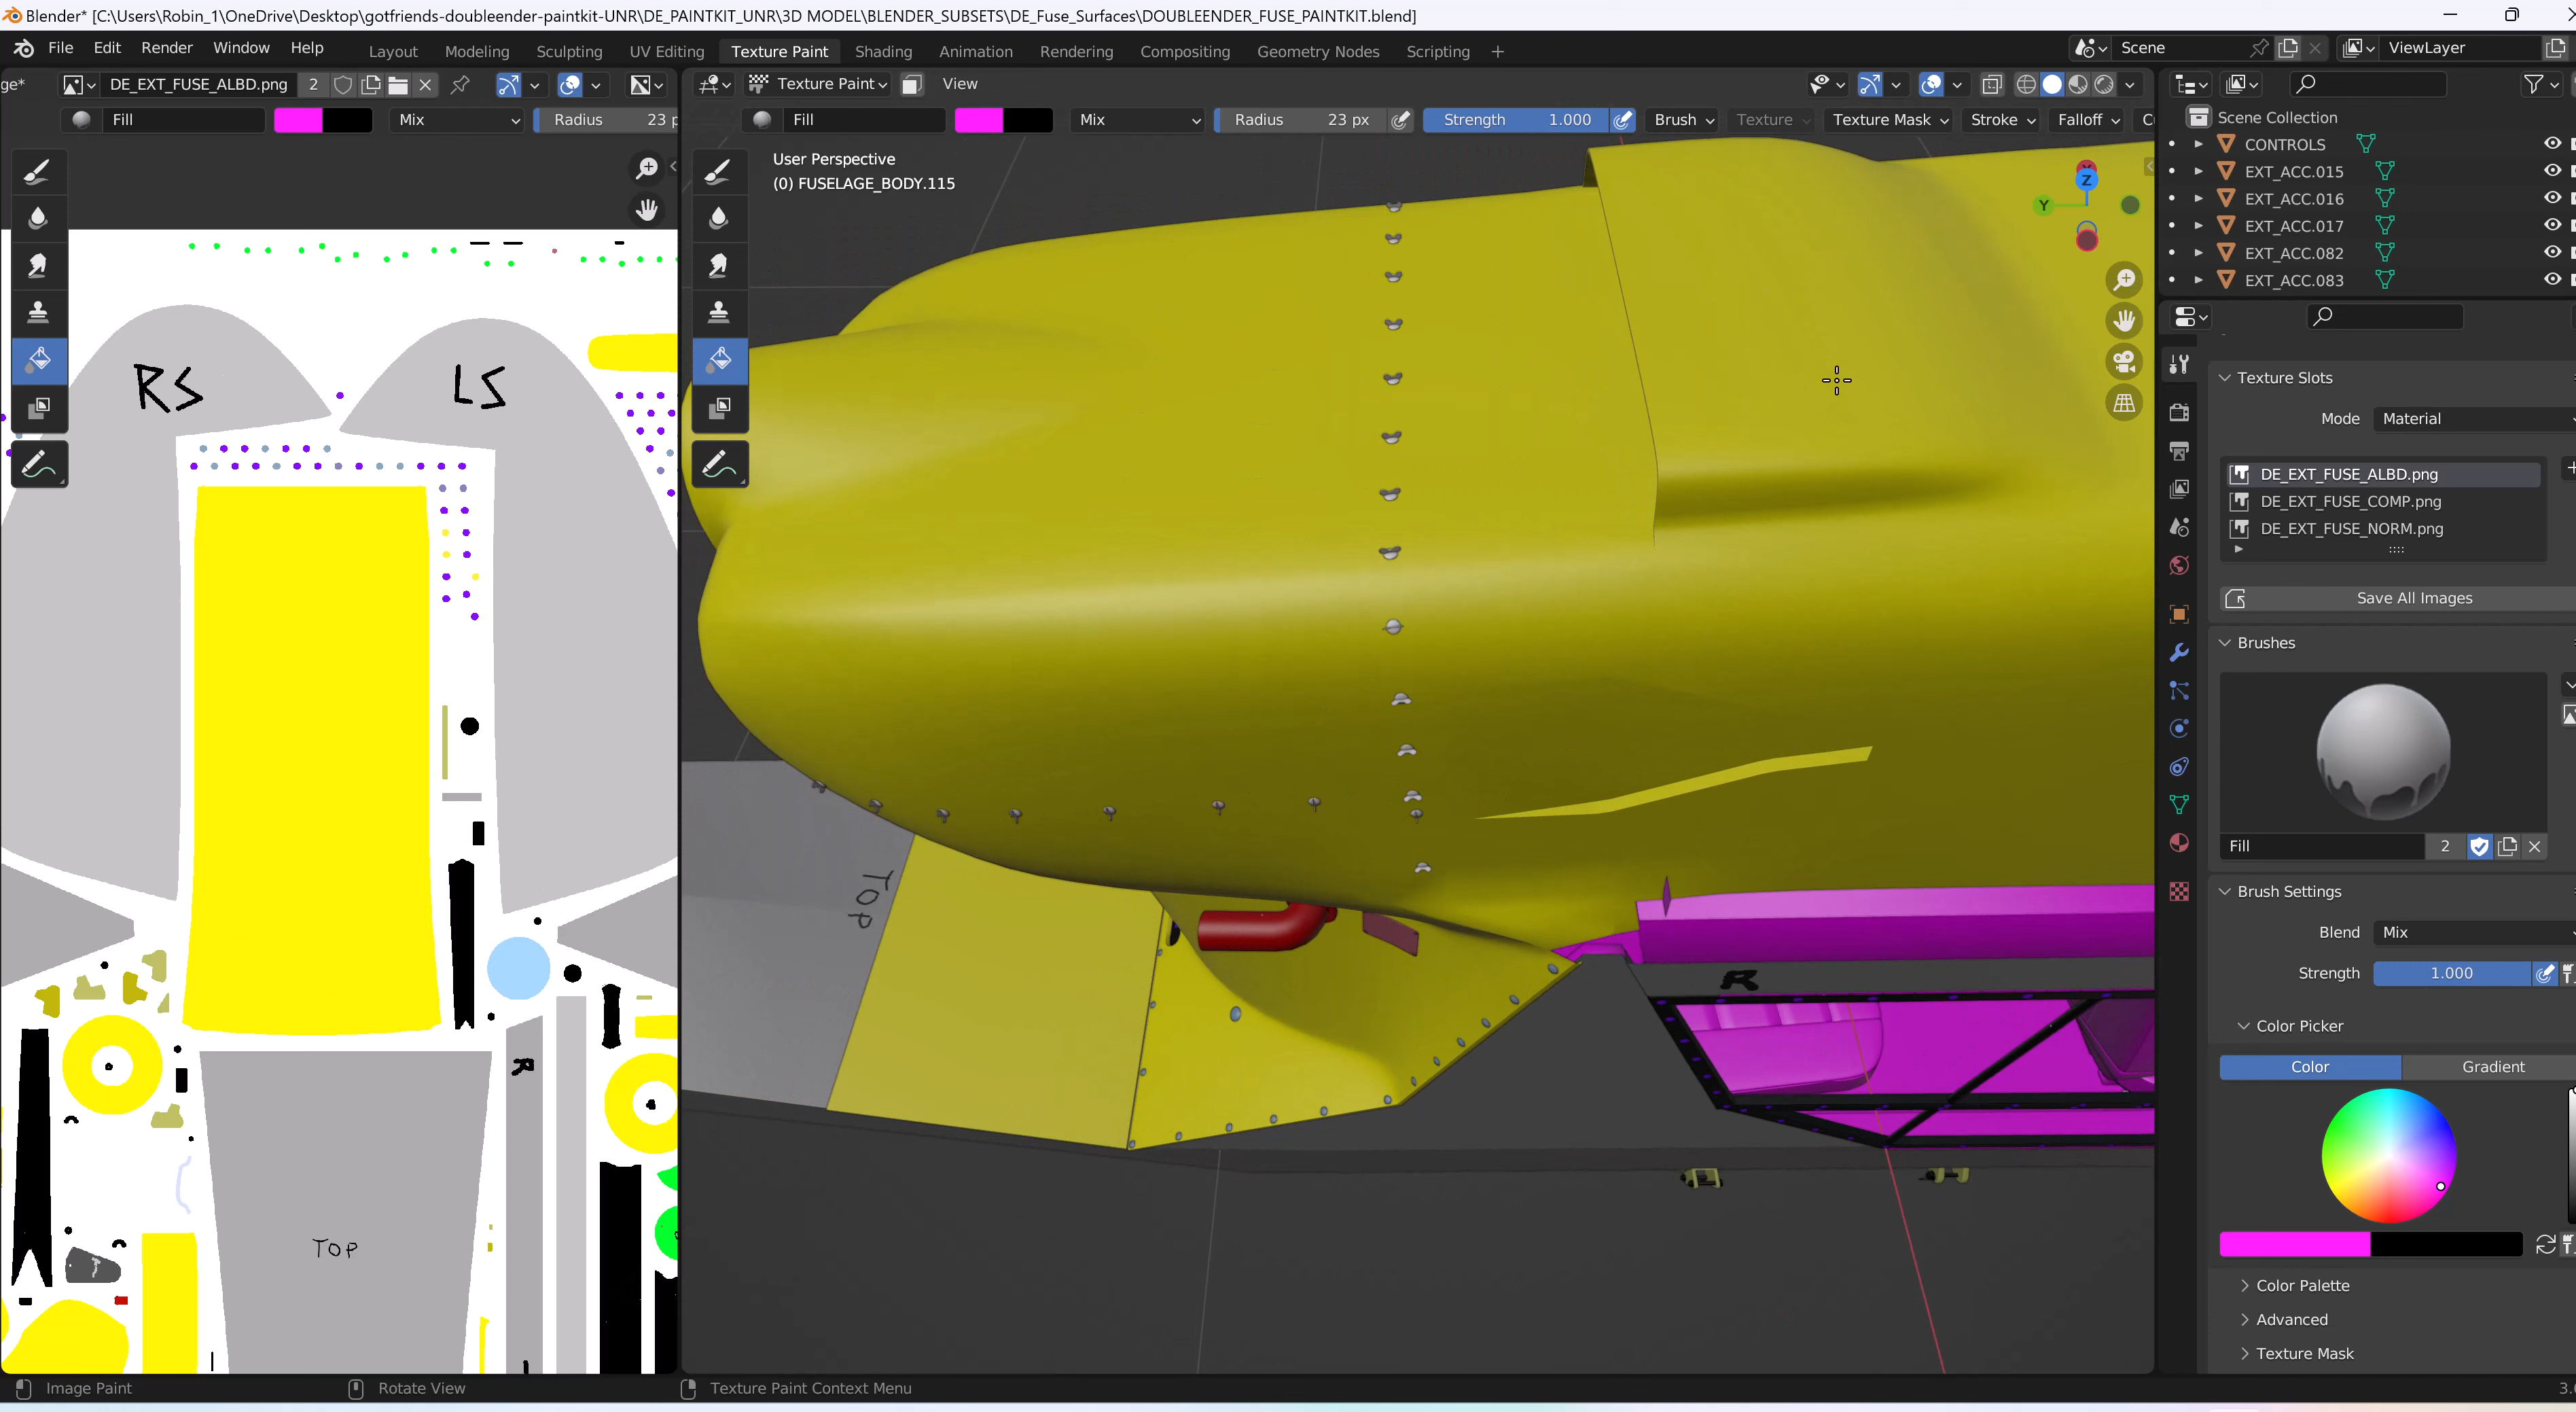 Blender* [C:\Users\Robin_1\OneDrive\Desktop\gotfriends-doubleender-paintkit-UNR\DE_PAINTKIT_UNR\3D MODEL\BLENDER_SUBSETS\DE_Fuse_Surfaces\DOUBLEENDER_FUSE_PAINTKIT.blend]
File Edit Render Window Help Layout Modeling Sculpting UV Editing Texture Paint Shading Animation Rendering Compositing Geometry Nodes Scripting + Scene ViewLayer
ge* DE_EXT_FUSE_ALBD.png 2 Texture Paint View
Fill Mix Radius 23 p Fill Mix Radius 23 px Strength 1.000 Brush Texture Texture Mask Stroke Falloff
Scene Collection
User Perspective
(0) FUSELAGE_BODY.115
CONTROLS
EXT_ACC.015
EXT_ACC.016
EXT_ACC.017
EXT_ACC.082
EXT_ACC.083
Z
Y
RS LS
Texture Slots
Mode Material
DE_EXT_FUSE_ALBD.png
DE_EXT_FUSE_COMP.png
DE_EXT_FUSE_NORM.png
Save All Images
Brushes
Fill 2
Brush Settings
Blend Mix
Strength 1.000
Color Picker
Color Gradient
TOP
R
R
TOP
Color Palette
Advanced
Texture Mask
Image Paint Rotate View Texture Paint Context Menu